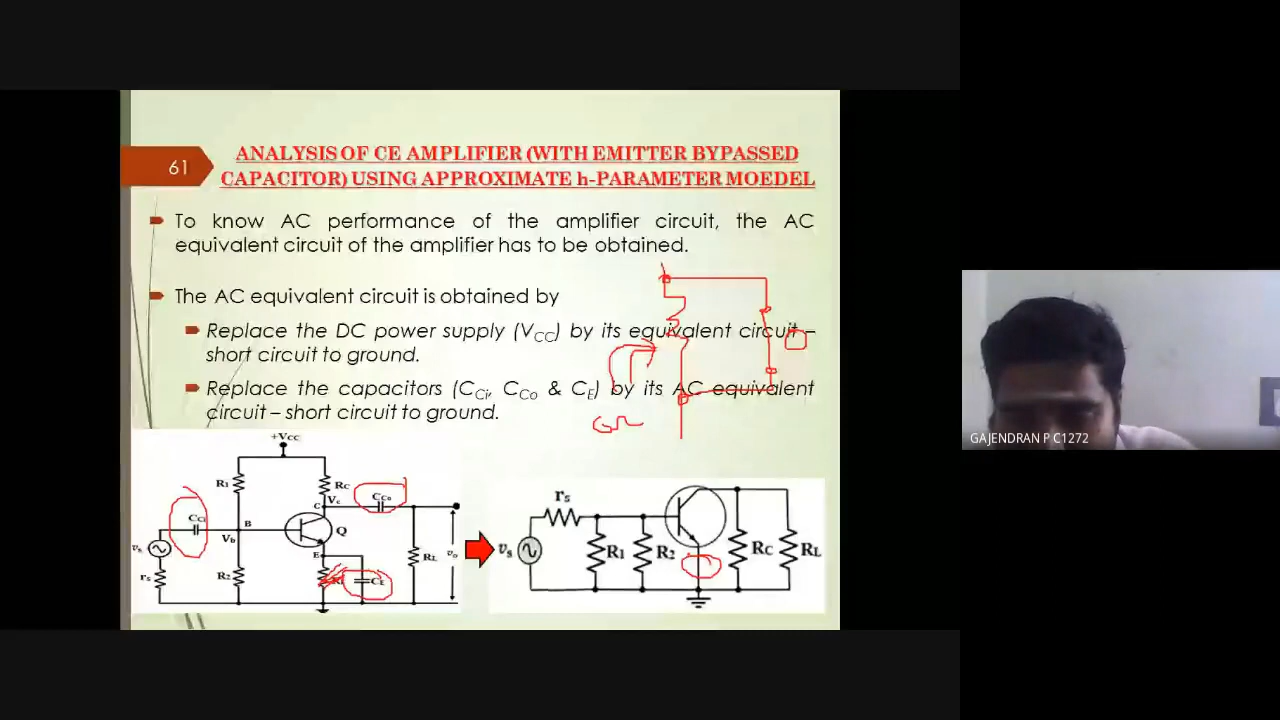 61
ANALYSIS OF CE AMPLIFIER (WITH EMITTER BYPASSED
CAPACITOR) USING APPROXIMATE h-PARAMETER MOEDEL
To know AC performance of the amplifier circuit, the AC
equivalent circuit of the amplifier has to be obtained.
The AC equivalent circuit is obtained by
Replace the DC power supply (VCC) by its equivalent circuit –
short circuit to ground.
Replace the capacitors (CCi, CCo & CE) by its AC equivalent
circuit – short circuit to ground.
+Vcc
R1
RC
Vc
C
CCo
CCi
B
Vb
Q
E
vs
rs
R2
CE
RL
vo
rs
vs
R1
R2
RC
RL
GAJENDRAN P C1272